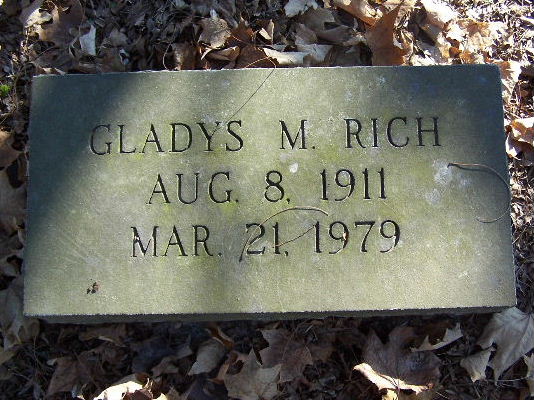 GLADYS M. RICH
AUG. 8, 1911
MAR. 21, 1979